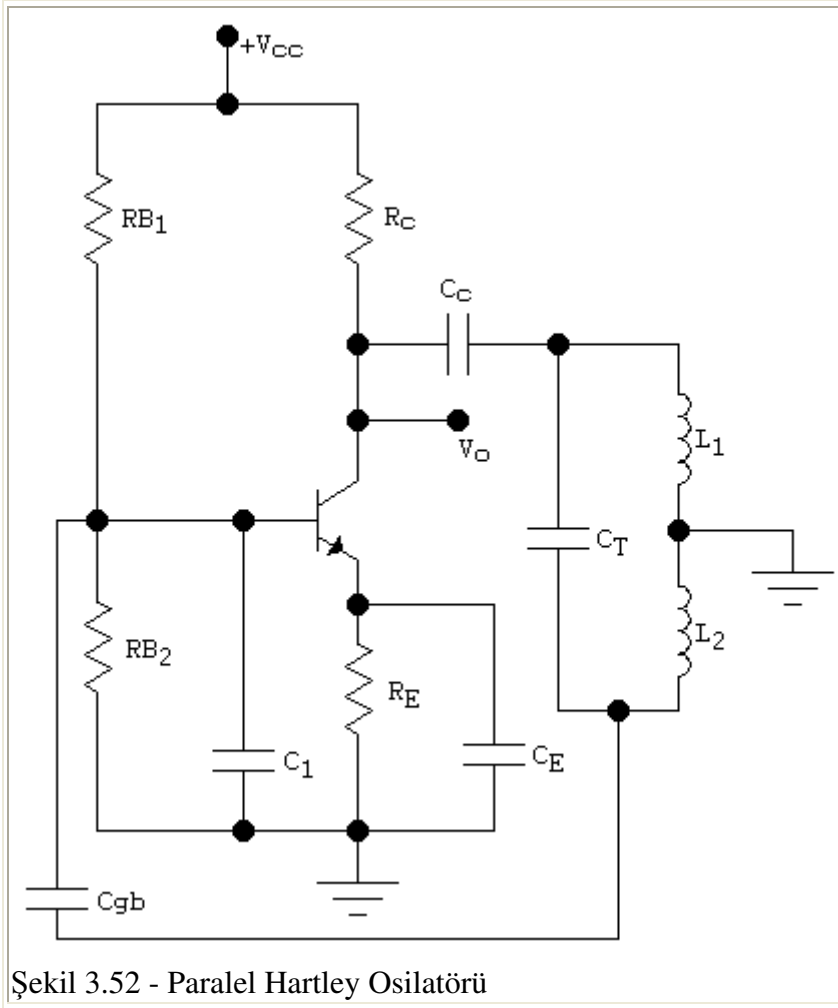 +VCC
RB1
RC
CC
VO
L1
CT
RB2
L2
RE
C1
CE
Cgb
Şekil 3.52 - Paralel Hartley Osilatörü